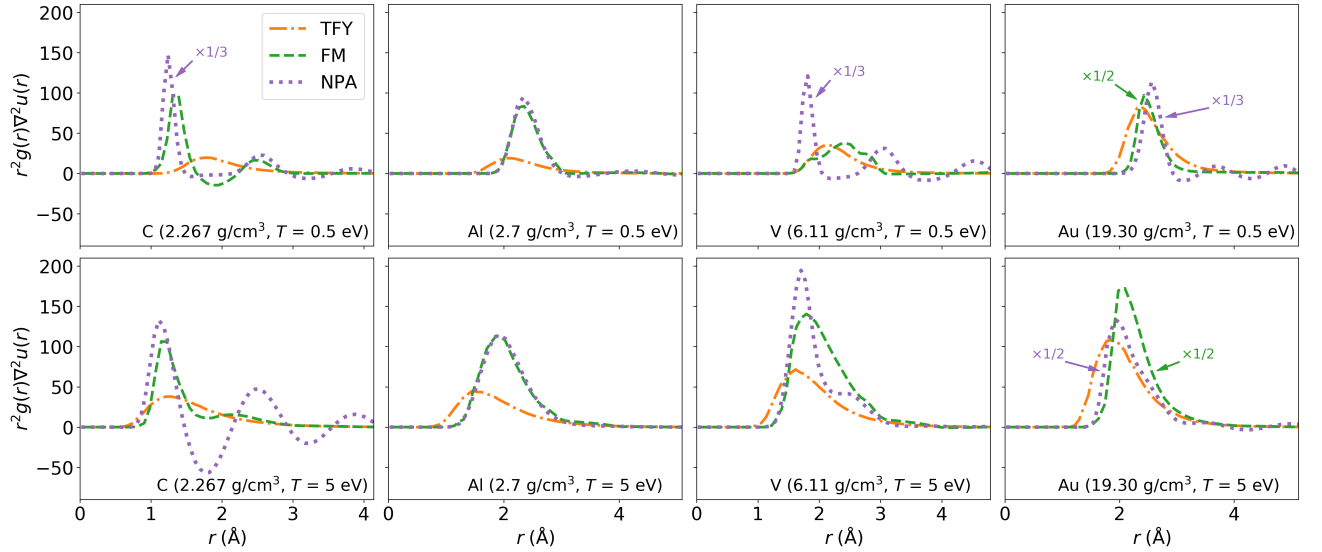 200
150
100
50
0
−50
r²g(r)∇²u(r)
TFY
FM
NPA
×1/3
C (2.267 g/cm³, T = 0.5 eV)
Al (2.7 g/cm³, T = 0.5 eV)
×1/3
V (6.11 g/cm³, T = 0.5 eV)
×1/2
×1/3
Au (19.30 g/cm³, T = 0.5 eV)
200
150
100
50
0
−50
r²g(r)∇²u(r)
C (2.267 g/cm³, T = 5 eV)
Al (2.7 g/cm³, T = 5 eV)
V (6.11 g/cm³, T = 5 eV)
×1/2
×1/2
Au (19.30 g/cm³, T = 5 eV)
0 1 2 3 4
0 2 4
0 1 2 3 4
0 2 4
r (Å)
r (Å)
r (Å)
r (Å)